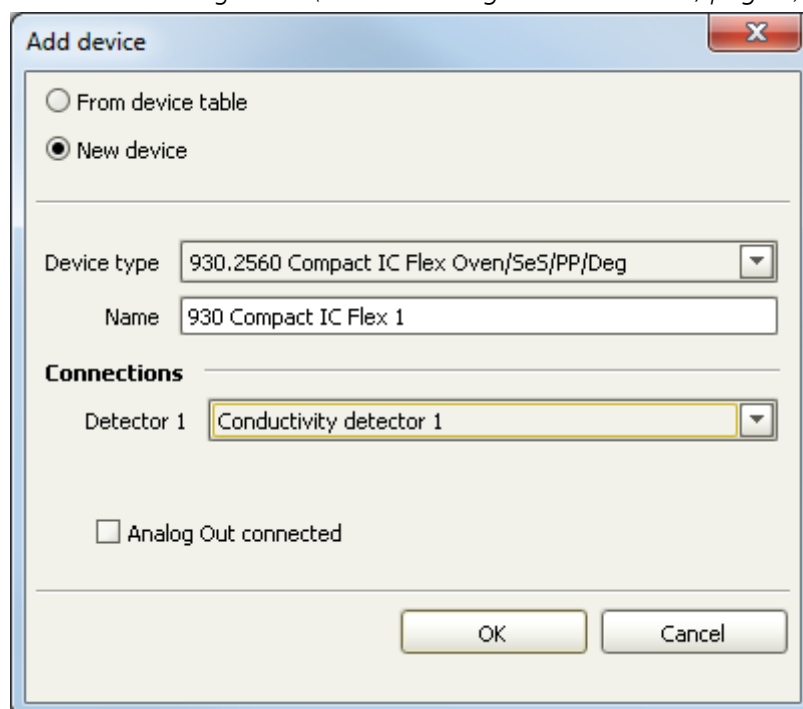 Add device
From device table
New device
Device type 930.2560 Compact IC Flex Oven/SeS/PP/Deg
Name 930 Compact IC Flex 1
Connections
Detector 1 Conductivity detector 1
Analog Out connected
OK Cancel